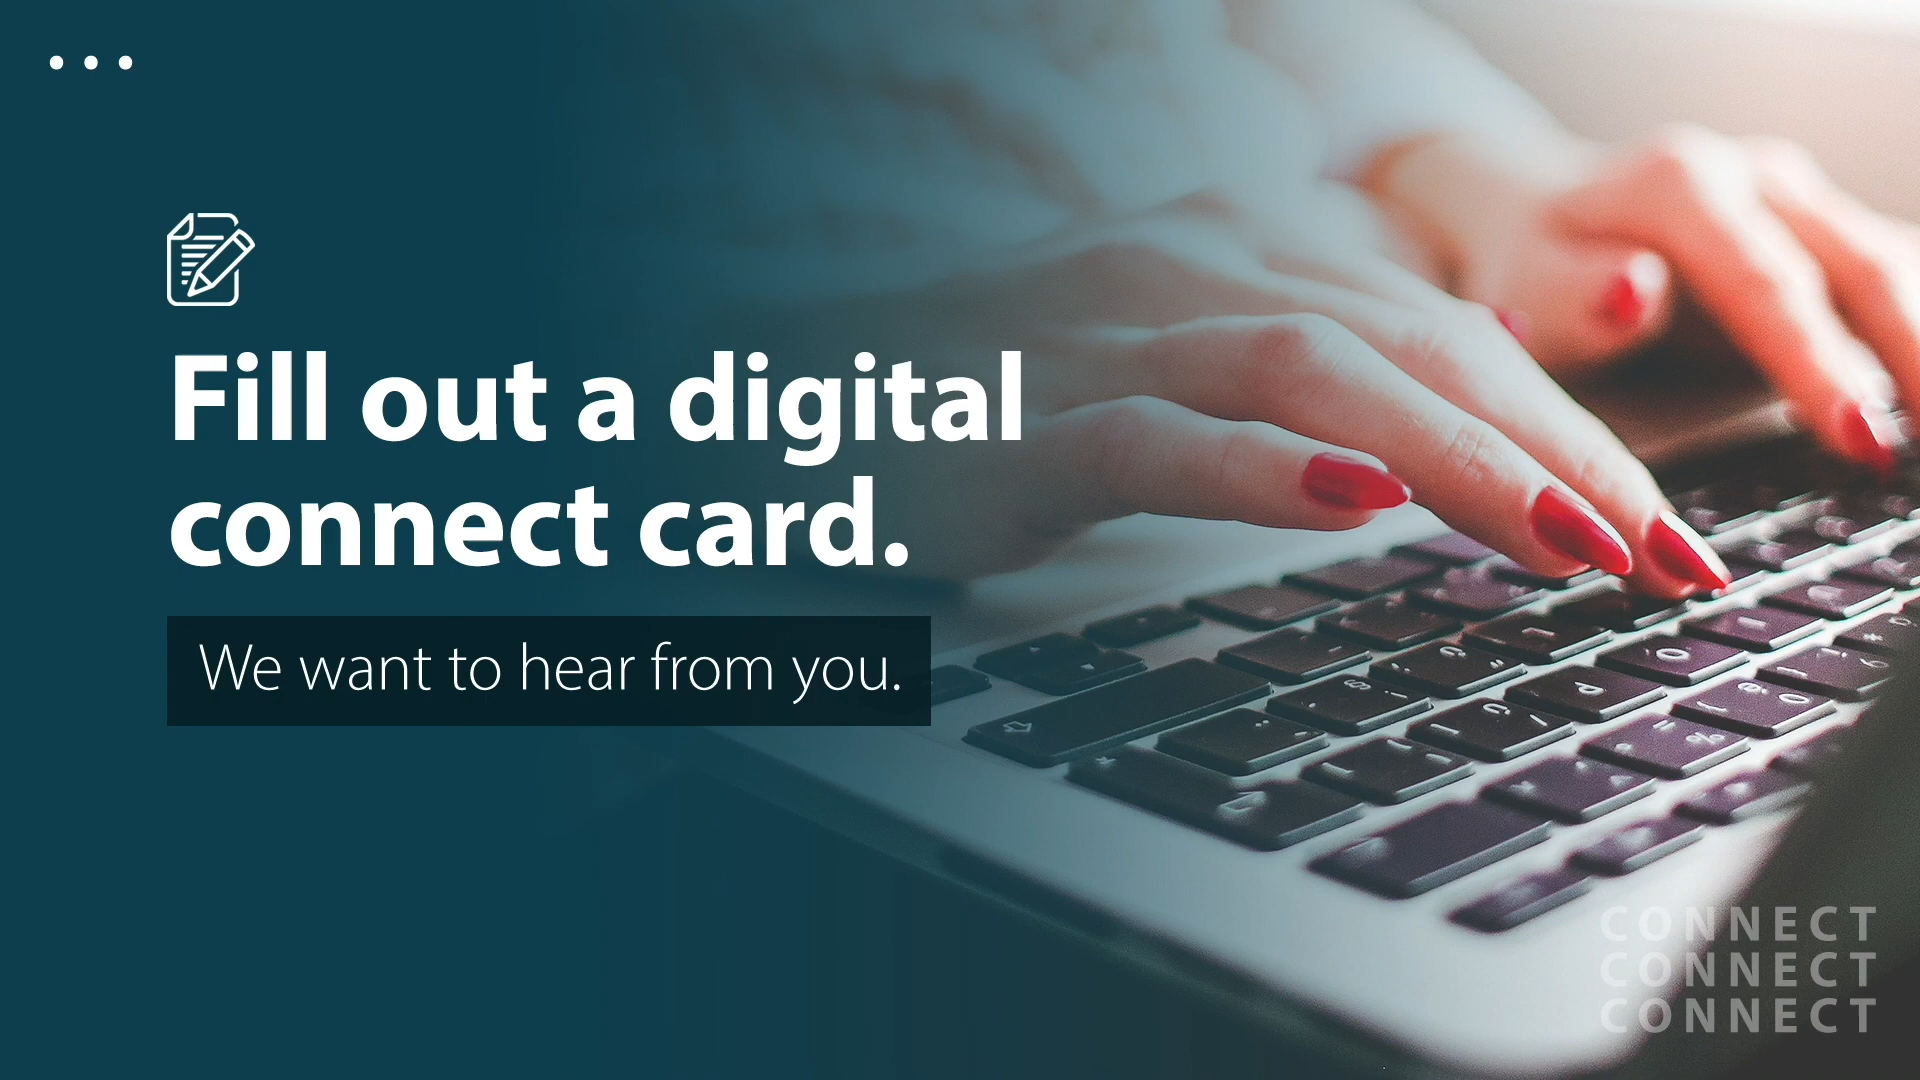 Fill out a digital
connect card.
We want to hear from you.
CONNECT
CONNECT
CONNECT